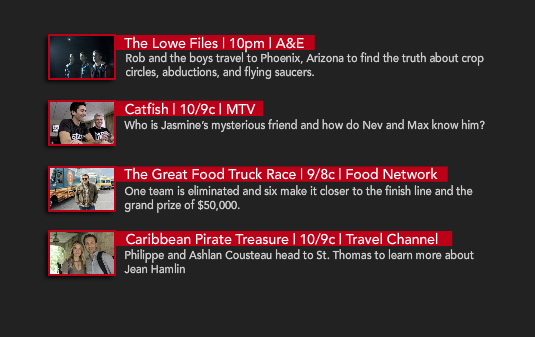 The Lowe Files | 10pm | A&E
Rob and the boys travel to Phoenix, Arizona to find the truth about crop
circles, abductions, and flying saucers.
Catfish | 10/9c | MTV
Who is Jasmine's mysterious friend and how do Nev and Max know him?
The Great Food Truck Race | 9/8c | Food Network
One team is eliminated and six make it closer to the finish line and the
grand prize of $50,000.
Caribbean Pirate Treasure | 10/9c | Travel Channel
Philippe and Ashlan Cousteau head to St. Thomas to learn more about
Jean Hamlin